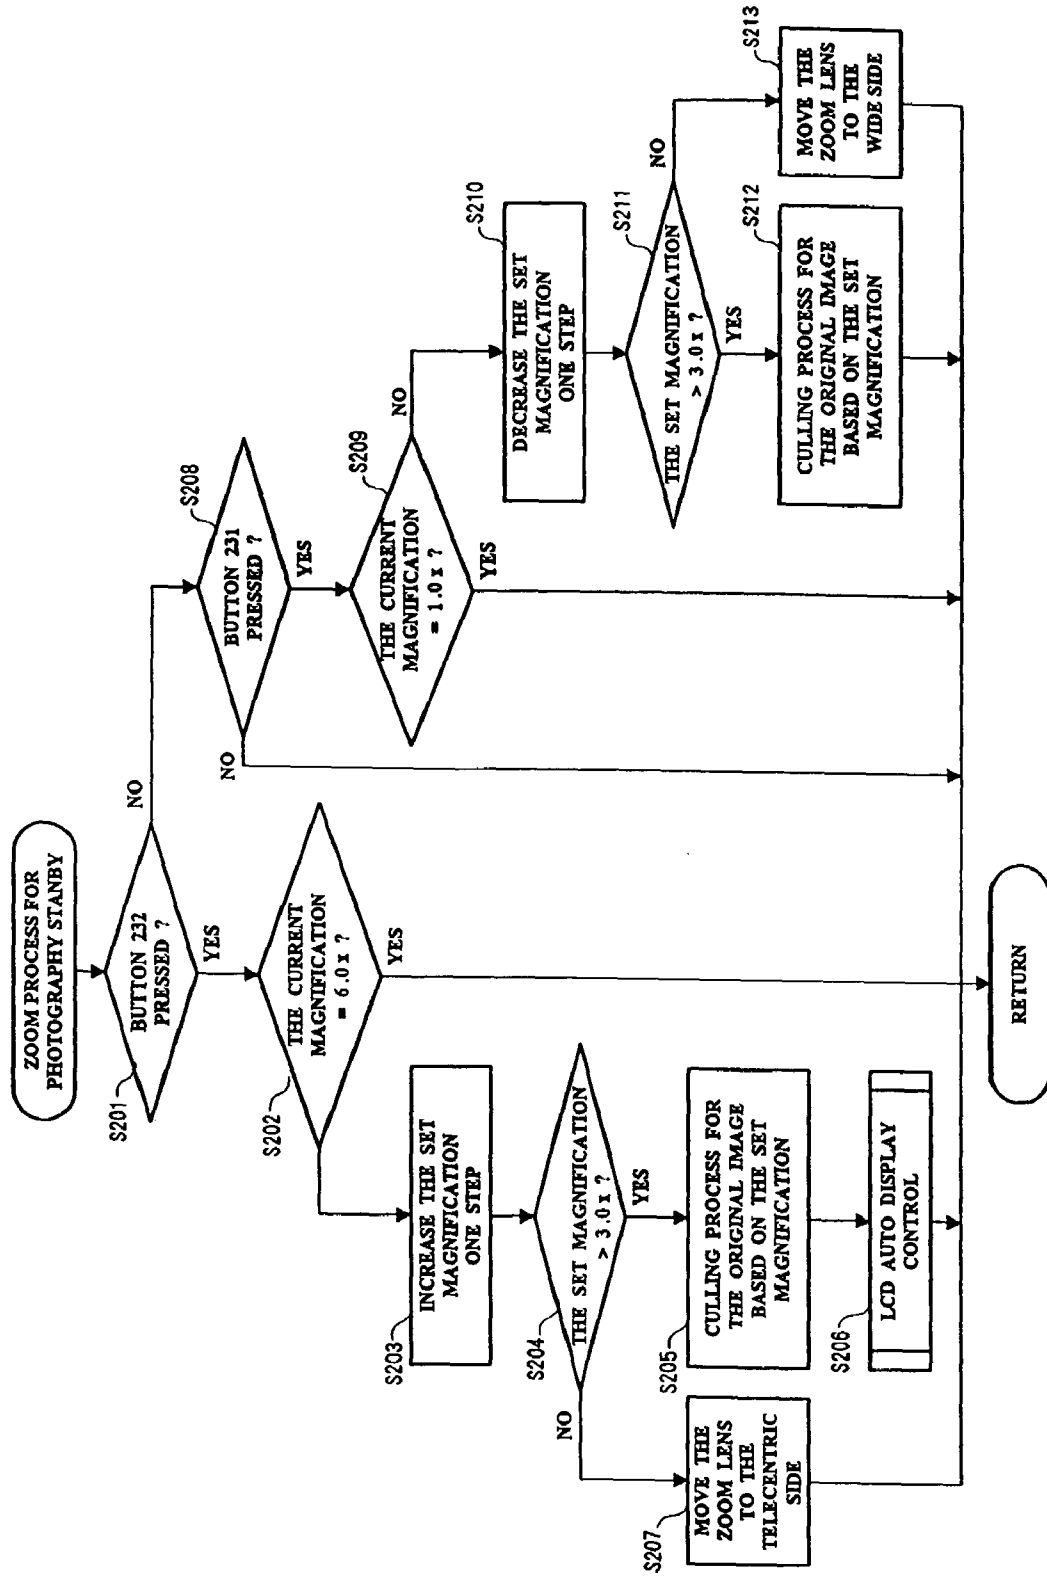 ZOOM PROCESS FOR
PHOTOGRAPHY STANBY
S201
BUTTON 232
PRESSED ?
NO
YES
S202
THE CURRENT
MAGNIFICATION
= 6.0x ?
YES
S203
INCREASE THE SET
MAGNIFICATION
ONE STEP
S204
THE SET MAGNIFICATION
> 3.0x ?
NO
YES
S205
CULLING PROCESS FOR
THE ORIGINAL IMAGE
BASED ON THE SET
MAGNIFICATION
S206
LCD AUTO DISPLAY
CONTROL
S207
MOVE THE
ZOOM LENS
TO THE
TELECENTRIC
SIDE
S208
BUTTON 231
PRESSED ?
NO
YES
S209
THE CURRENT
MAGNIFICATION
= 1.0x ?
NO
YES
S210
DECREASE THE SET
MAGNIFICATION
ONE STEP
S211
THE SET MAGNIFICATION
> 3.0x ?
NO
YES
S212
CULLING PROCESS FOR
THE ORIGINAL IMAGE
BASED ON THE SET
MAGNIFICATION
S213
MOVE THE
ZOOM LENS
TO THE
WIDE SIDE
RETURN